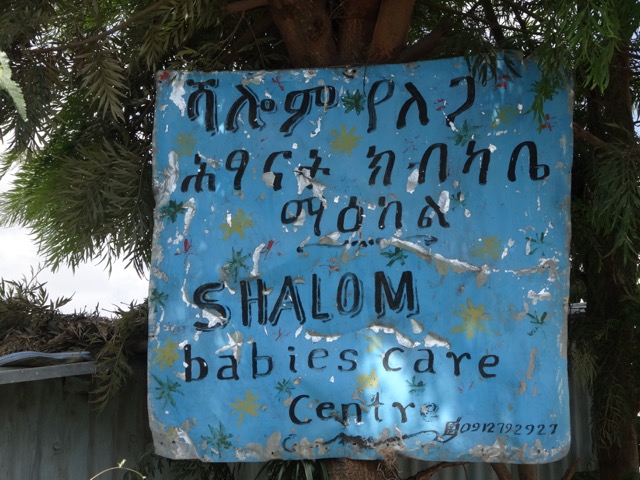 ሻሎም የለጋ
ሕፃናት ክብካቤ
ማዕከል
SHALOM
babies care
Centre
0912792927